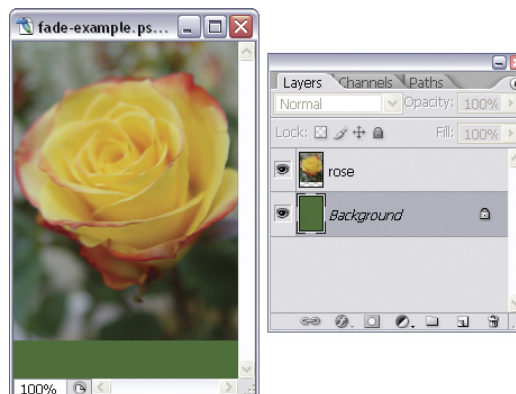 fade-example.ps...
100%
Layers Channels Paths
Normal Opacity: 100%
Lock: Fill: 100%
rose
Background